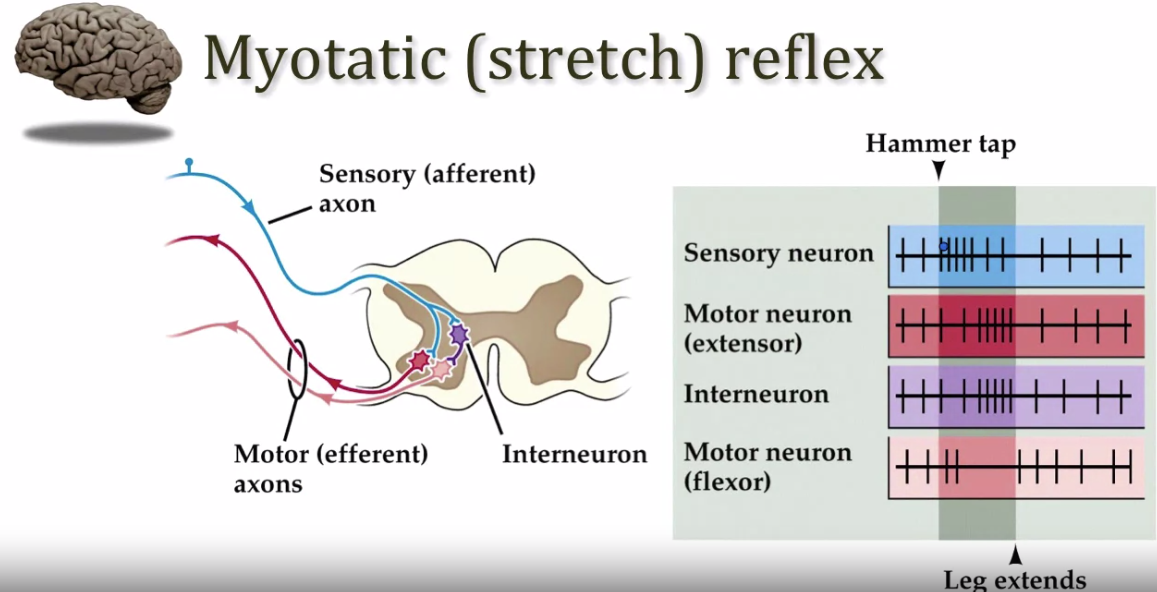 Myotatic (stretch) reflex
Sensory (afferent)
axon
Motor (efferent)
axons
Interneuron
Hammer tap
Sensory neuron
Motor neuron
(extensor)
Interneuron
Motor neuron
(flexor)
Leg extends